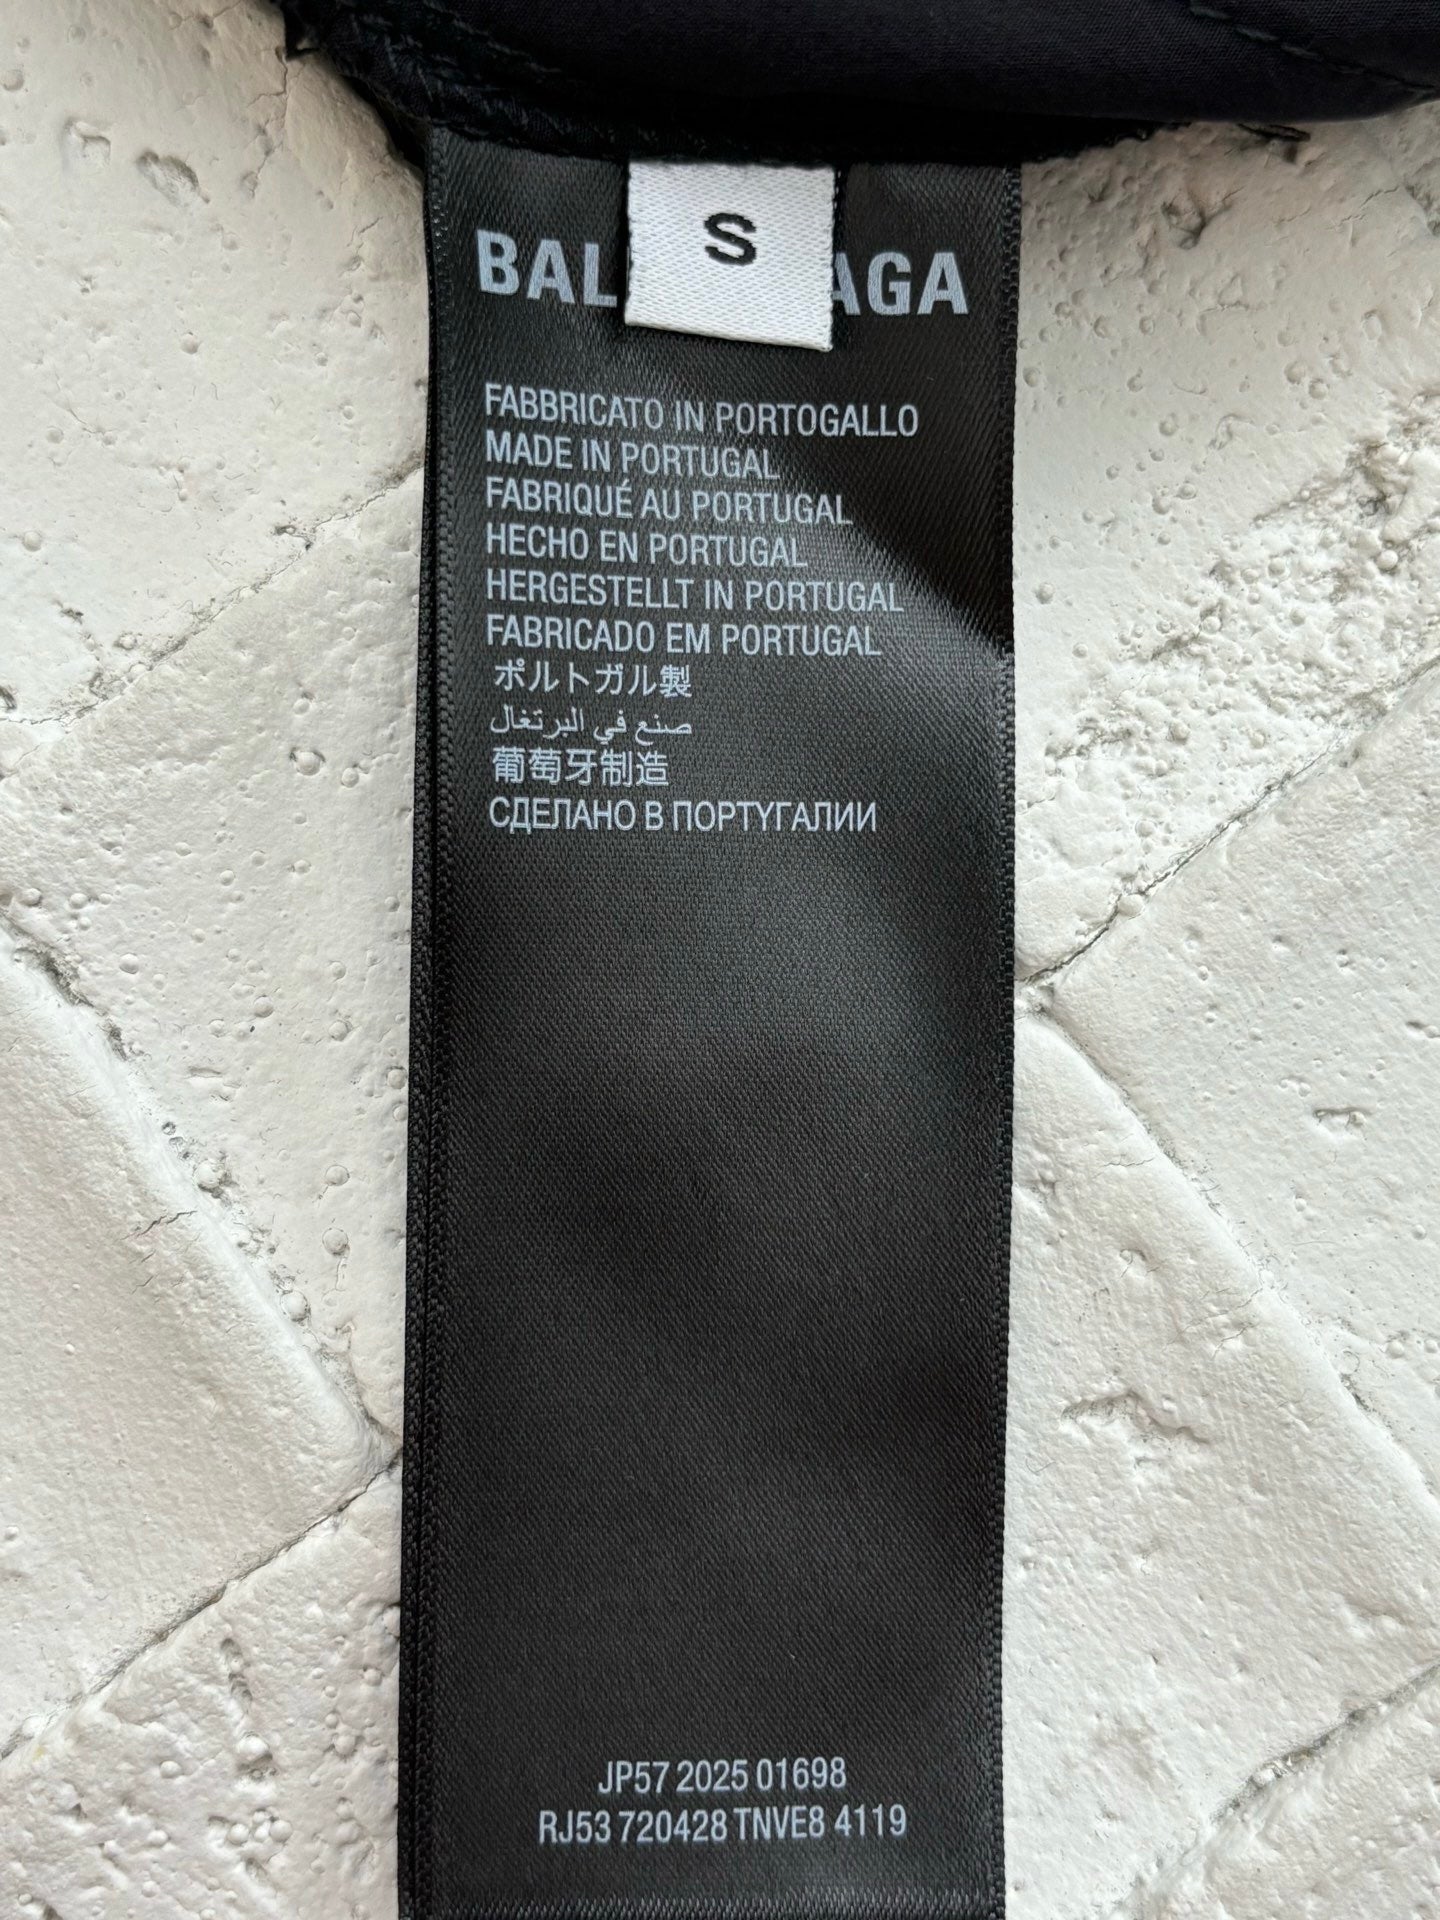 S
BAL AGA
FABBRICATO IN PORTOGALLO
MADE IN PORTUGAL
FABRIQUÉ AU PORTUGAL
HECHO EN PORTUGAL
HERGESTELLT IN PORTUGAL
FABRICADO EM PORTUGAL
ポルトガル製
صنع في البرتغال
葡萄牙制造
СДЕЛАНО В ПОРТУГАЛИИ
JP57 2025 01698
RJ53 720428 TNVE8 4119